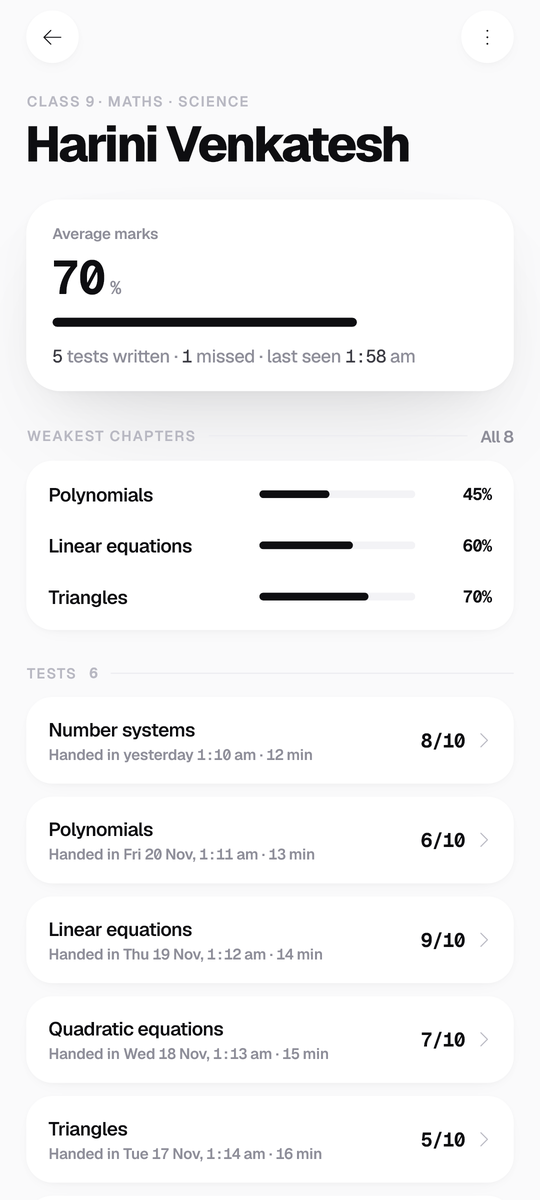 CLASS 9 · MATHS · SCIENCE
Harini Venkatesh
Average marks
70 %
5 tests written · 1 missed · last seen 1:58 am
WEAKEST CHAPTERS
All 8
Polynomials 45%
Linear equations 60%
Triangles 70%
TESTS 6
Number systems
Handed in yesterday 1:10 am · 12 min
8/10
Polynomials
Handed in Fri 20 Nov, 1:11 am · 13 min
6/10
Linear equations
Handed in Thu 19 Nov, 1:12 am · 14 min
9/10
Quadratic equations
Handed in Wed 18 Nov, 1:13 am · 15 min
7/10
Triangles
Handed in Tue 17 Nov, 1:14 am · 16 min
5/10